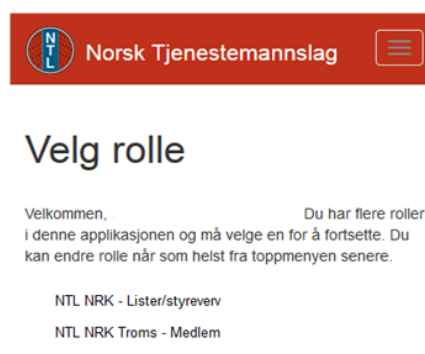 NTL
Norsk Tjenestemannslag
Velg rolle
Velkommen, Du har flere roller
i denne applikasjonen og må velge en for å fortsette. Du
kan endre rolle når som helst fra toppmenyen senere.
NTL NRK - Lister/styreverv
NTL NRK Troms - Medlem